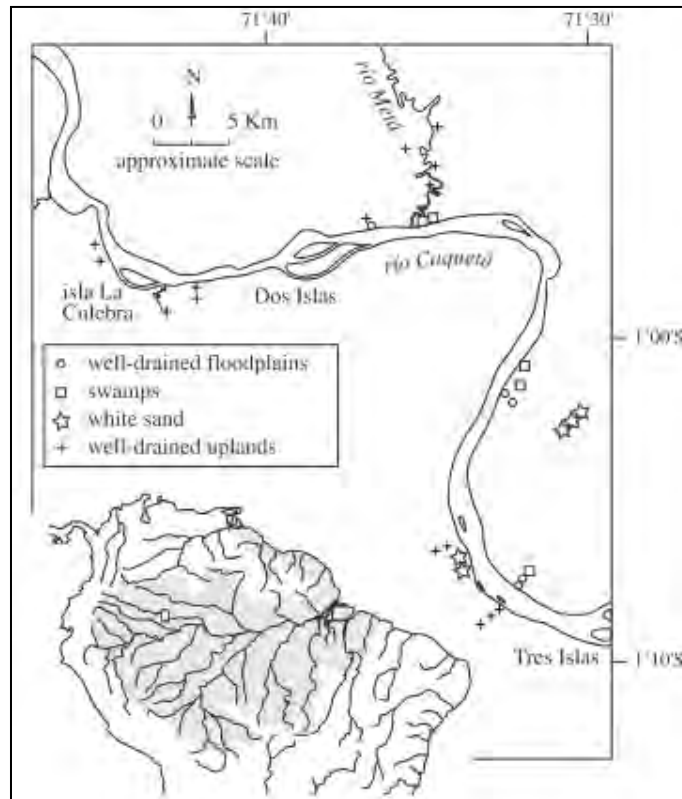 71°40' 71°30'
N
0 5 Km
approximate scale
río Metá
río Caquetá
isla La
Culebra
Dos Islas
1°00'S
well-drained floodplains
swamps
white sand
well-drained uplands
Tres Islas
1°10'S